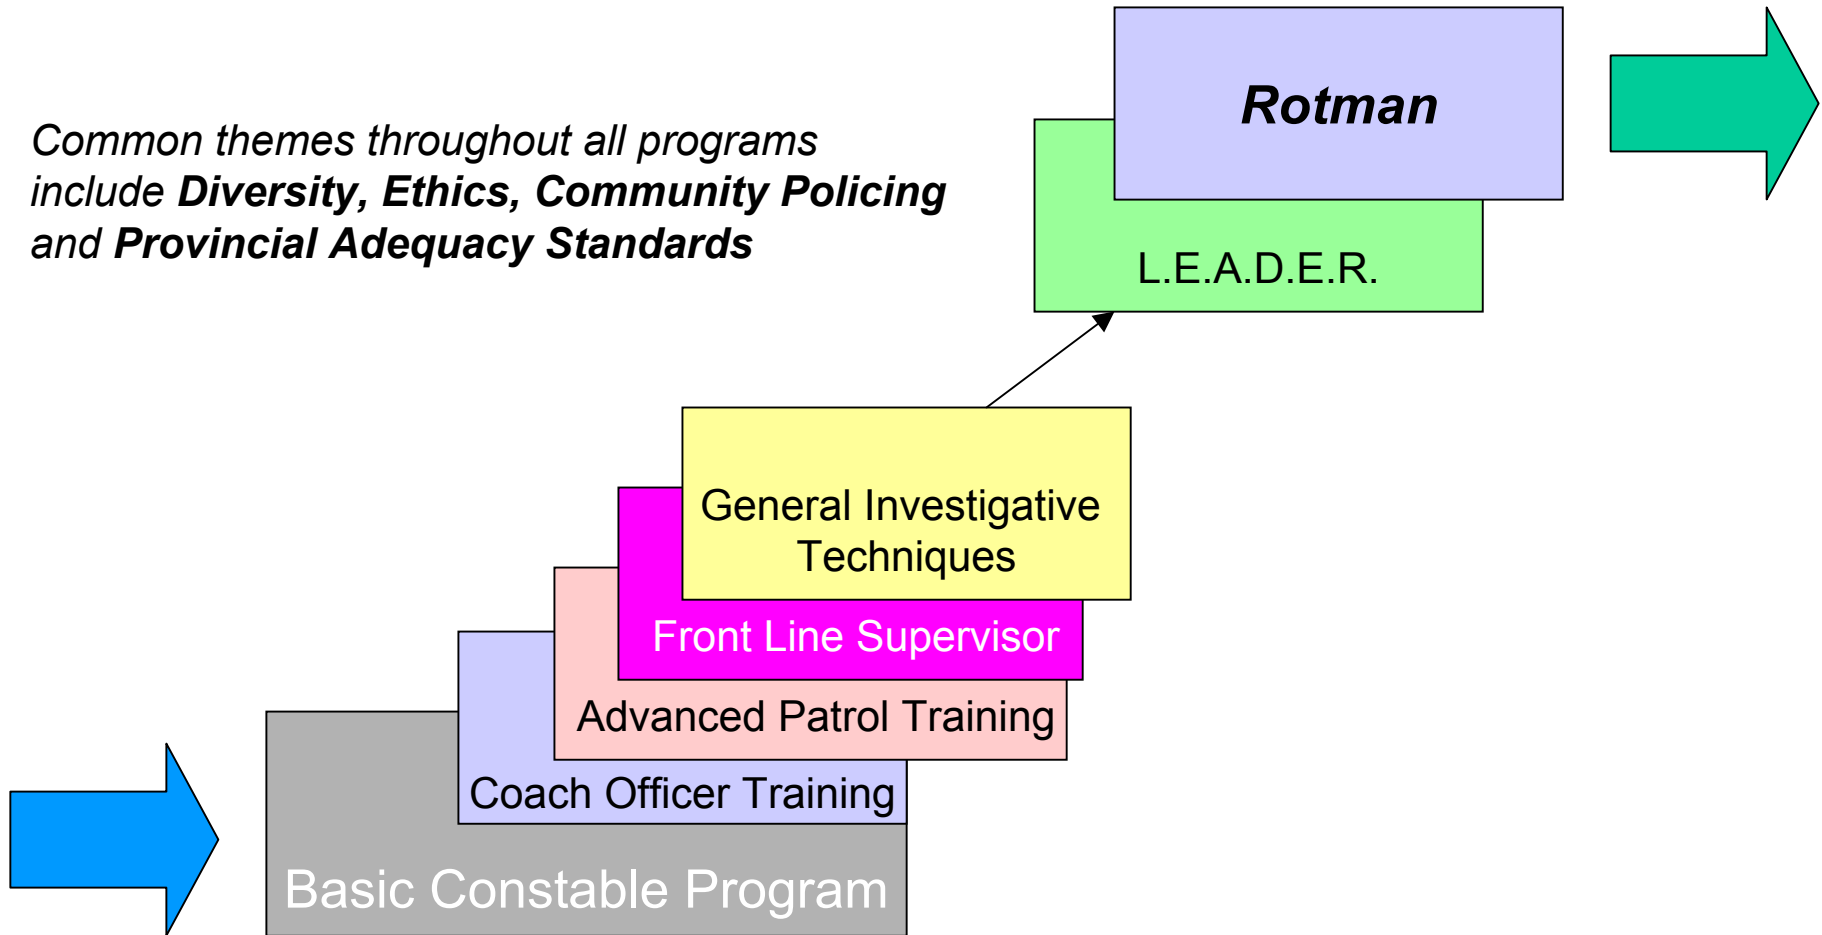 Common themes throughout all programs
include Diversity, Ethics, Community Policing
and Provincial Adequacy Standards
Rotman
L.E.A.D.E.R.
General Investigative
Techniques
Front Line Supervisor
Advanced Patrol Training
Coach Officer Training
Basic Constable Program